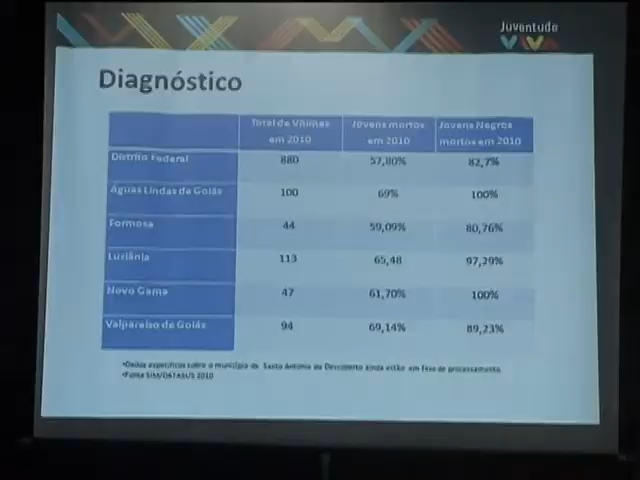 Juventude
VIVA
Diagnóstico
Total de Vítimas em 2010 | Jovens mortos em 2010 | Jovens Negros mortos em 2010
Distrito Federal 880 57,80% 82,7%
Águas Lindas de Goiás 100 69% 100%
Formosa 44 59,09% 80,76%
Luziânia 113 65,48 97,29%
Novo Gama 47 61,70% 100%
Valparaíso de Goiás 94 69,14% 89,23%
•Dados específicos sobre o município de Santo Antonio do Descoberto ainda estão em fase de processamento
•Fonte SIM/DATASUS 2010